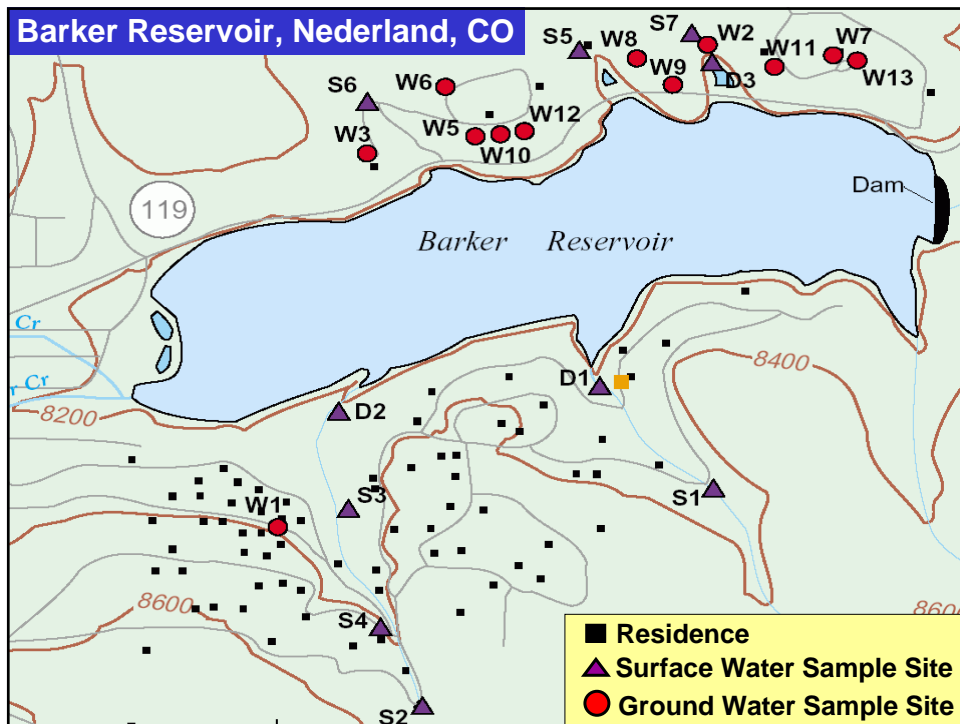 Barker Reservoir, Nederland, CO
S7
S5
W8
W2
W11
W7
W6
W9
D3
W13
S6
W12
W5
W3
W10
Dam
119
Barker Reservoir
Cr
Cr
8400
D1
8200
D2
S3
S1
W1
8600
S4
S2
Residence
Surface Water Sample Site
Ground Water Sample Site